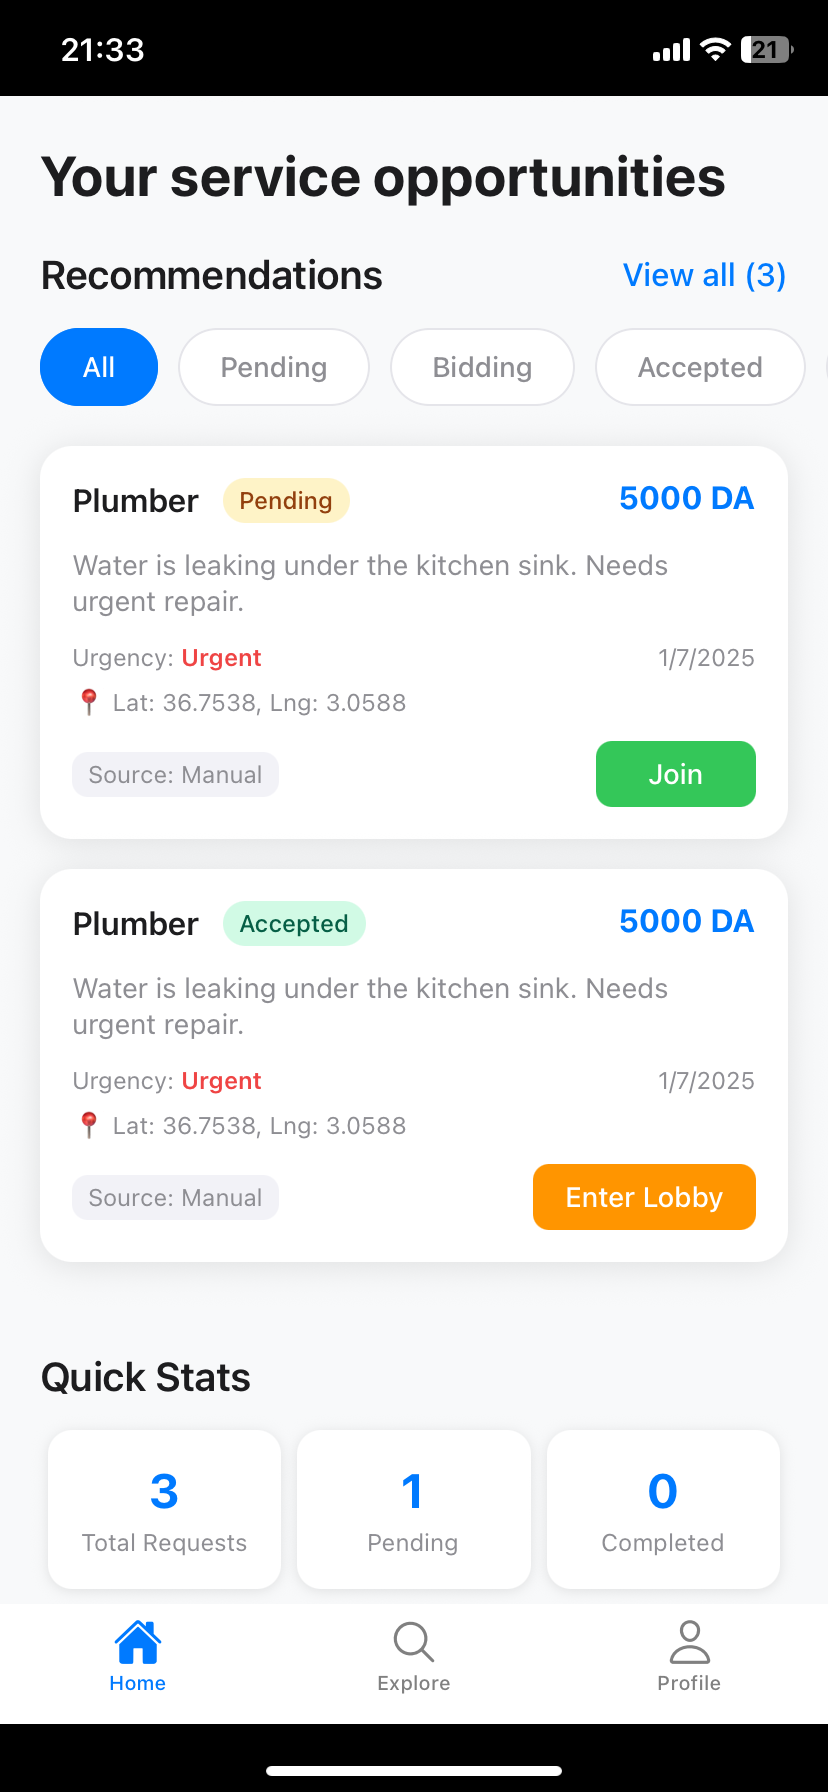 21:33
21
Your service opportunities
Recommendations
View all (3)
All
Pending
Bidding
Accepted
Plumber
Pending
5000 DA
Water is leaking under the kitchen sink. Needs
urgent repair.
Urgency: Urgent
1/7/2025
Lat: 36.7538, Lng: 3.0588
Source: Manual
Join
Plumber
Accepted
5000 DA
Water is leaking under the kitchen sink. Needs
urgent repair.
Urgency: Urgent
1/7/2025
Lat: 36.7538, Lng: 3.0588
Source: Manual
Enter Lobby
Quick Stats
3
Total Requests
1
Pending
0
Completed
Home
Explore
Profile